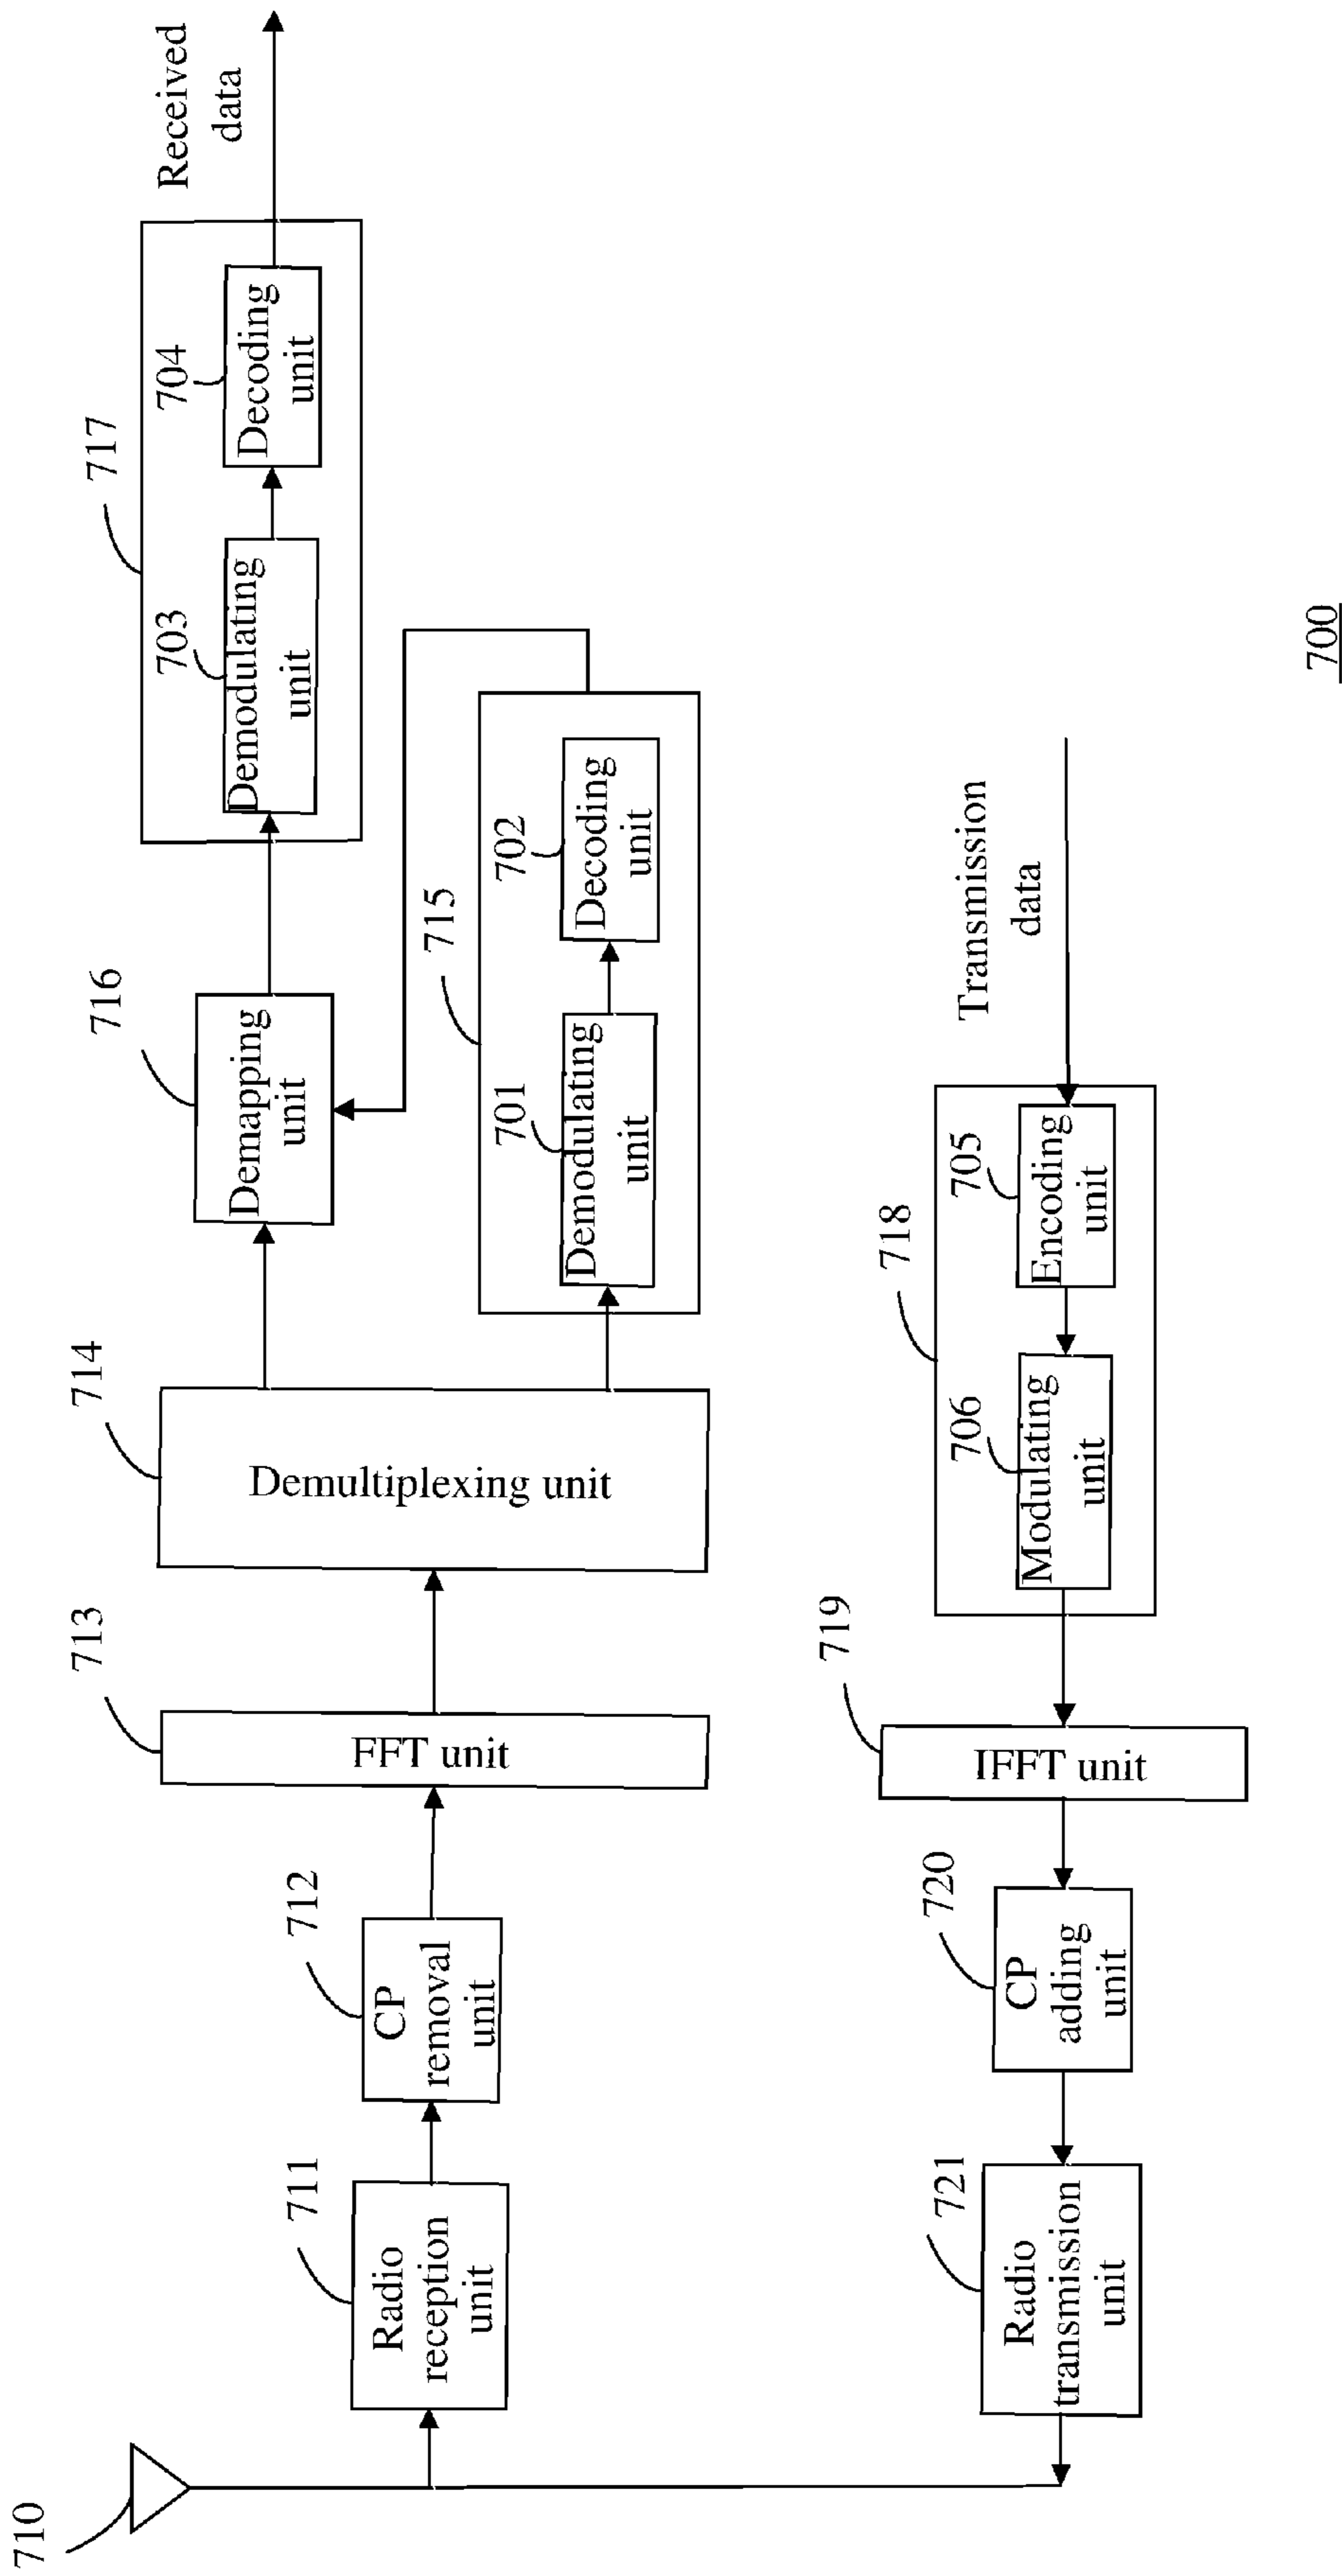 710
711
Radio
reception
unit
712
CP
removal
unit
713
FFT unit
714
Demultiplexing unit
716
Demapping
unit
717
703
Demodulating
unit
704
Decoding
unit
Received
data
715
701
Demodulating
unit
702
Decoding
unit
721
Radio
transmission
unit
720
CP
adding
unit
719
IFFT unit
718
706
Modulating
unit
705
Encoding
unit
Transmission
data
700